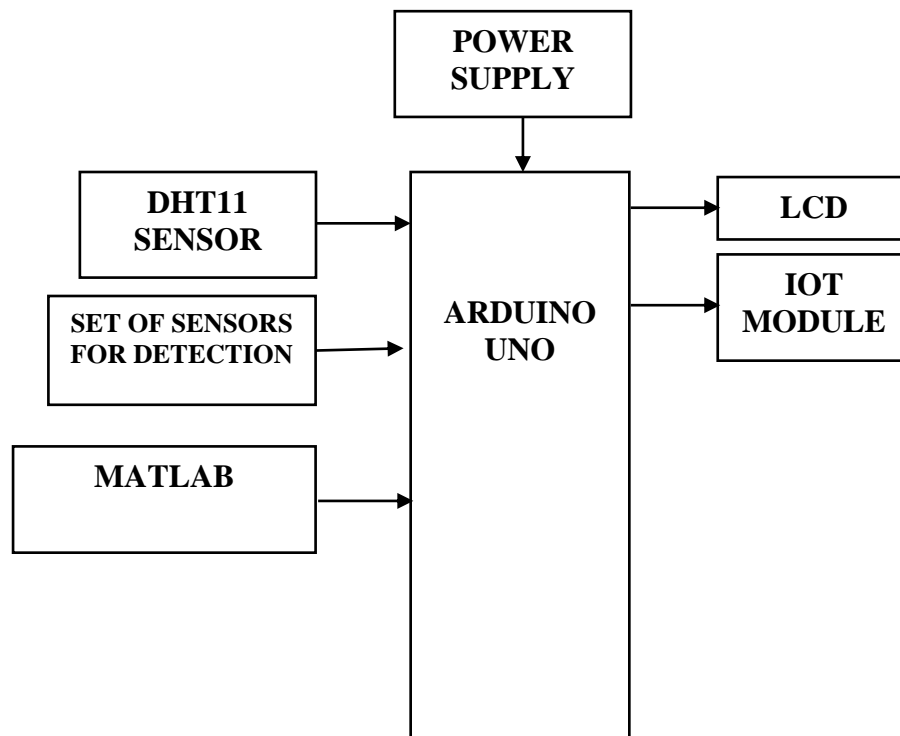 POWER
SUPPLY
DHT11
SENSOR
LCD
SET OF SENSORS
FOR DETECTION
ARDUINO
UNO
IOT
MODULE
MATLAB